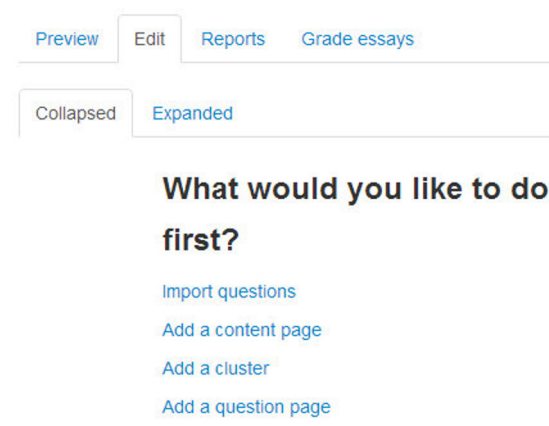 Preview Edit Reports Grade essays
Collapsed Expanded
What would you like to do
first?
Import questions
Add a content page
Add a cluster
Add a question page